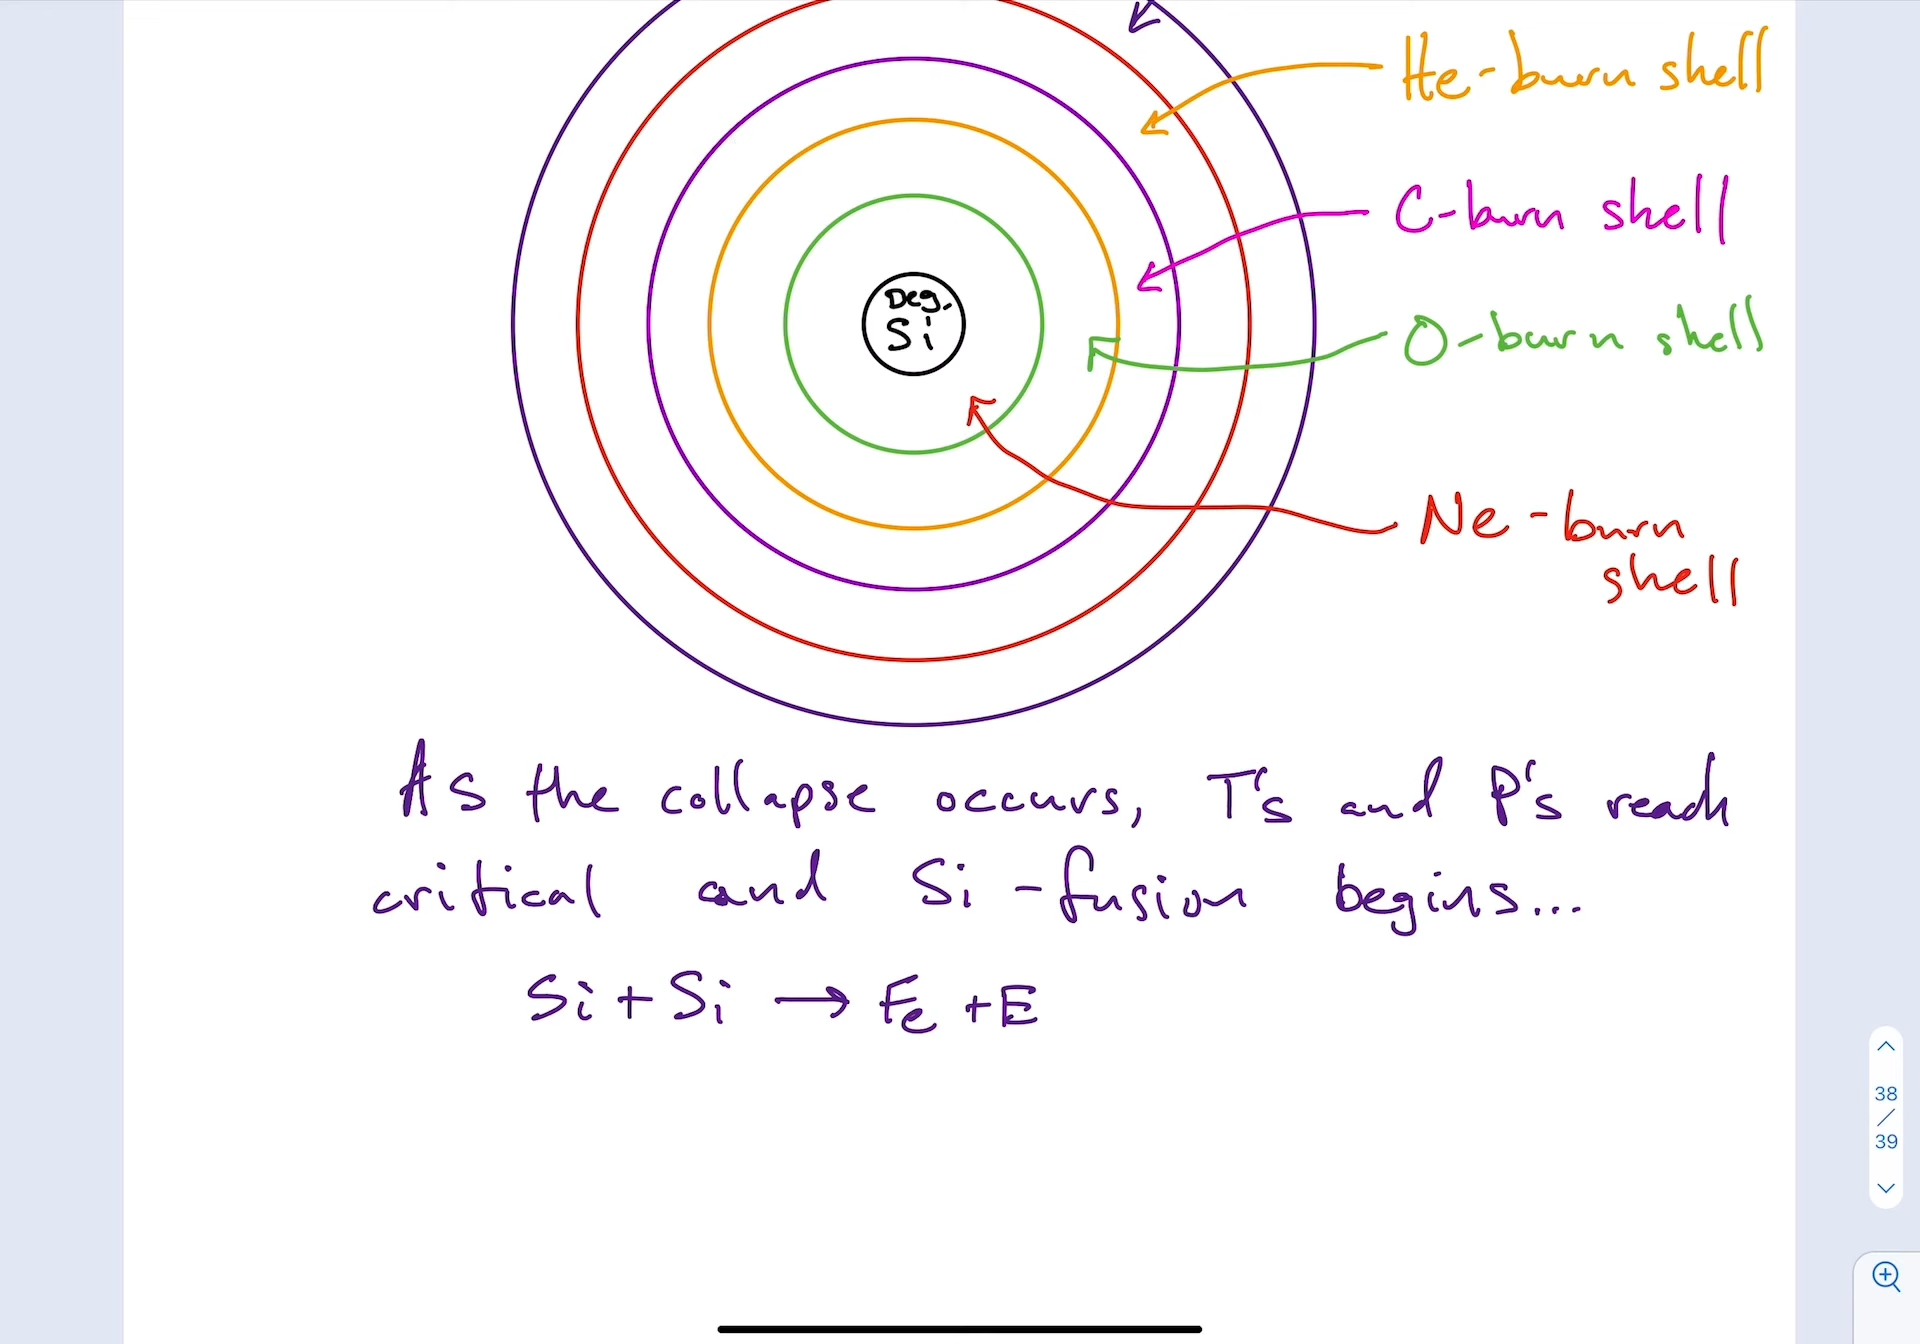 He-burn shell
C-burn shell
Deg.
Si
O-burn shell
Ne-burn
shell
As the collapse occurs, T's and P's reach
critical and Si-fusion begins...
Si + Si → Fe + E
38
/
39